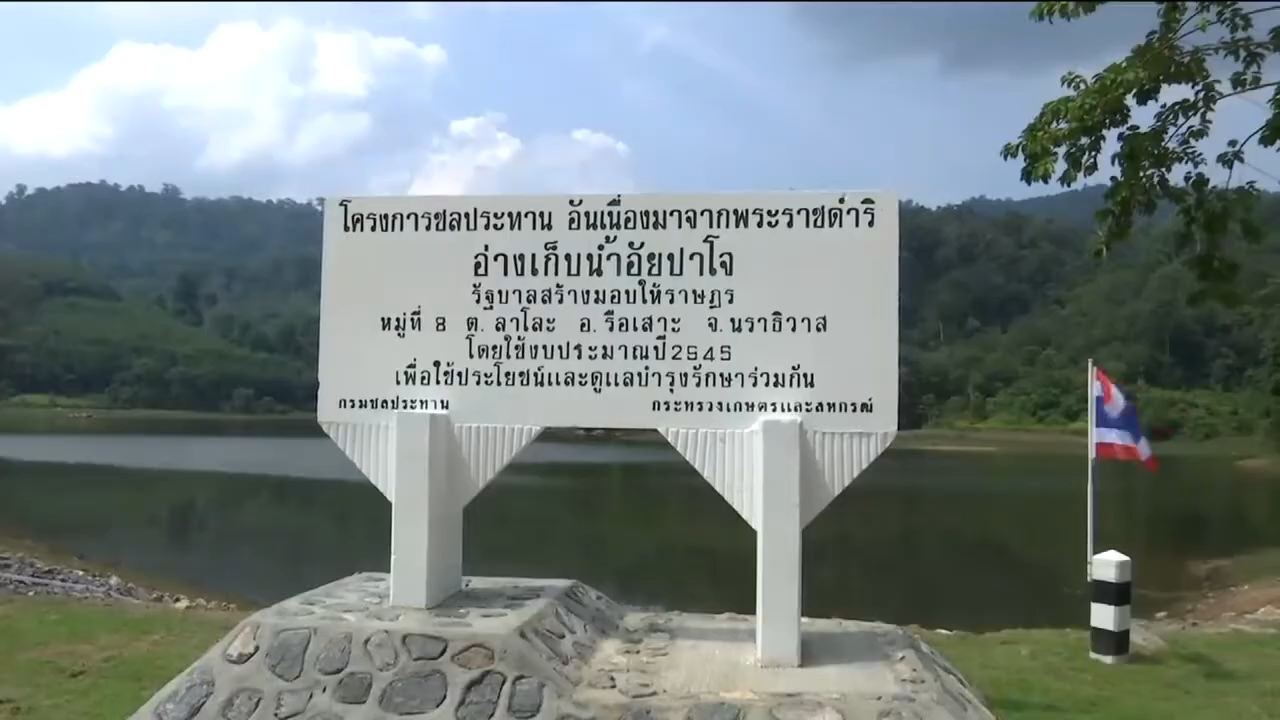 โครงการชลประทาน อันเนื่องมาจากพระราชดำริ
อ่างเก็บน้ำอัยปาโจ
รัฐบาลสร้างมอบให้ราษฎร
หมู่ที่ 8 ต. ลาโละ อ. รือเสาะ จ. นราธิวาส
โดยใช้งบประมาณปี 2545
เพื่อใช้ประโยชน์และดูแลบำรุงรักษาร่วมกัน
กรมชลประทาน กระทรวงเกษตรและสหกรณ์